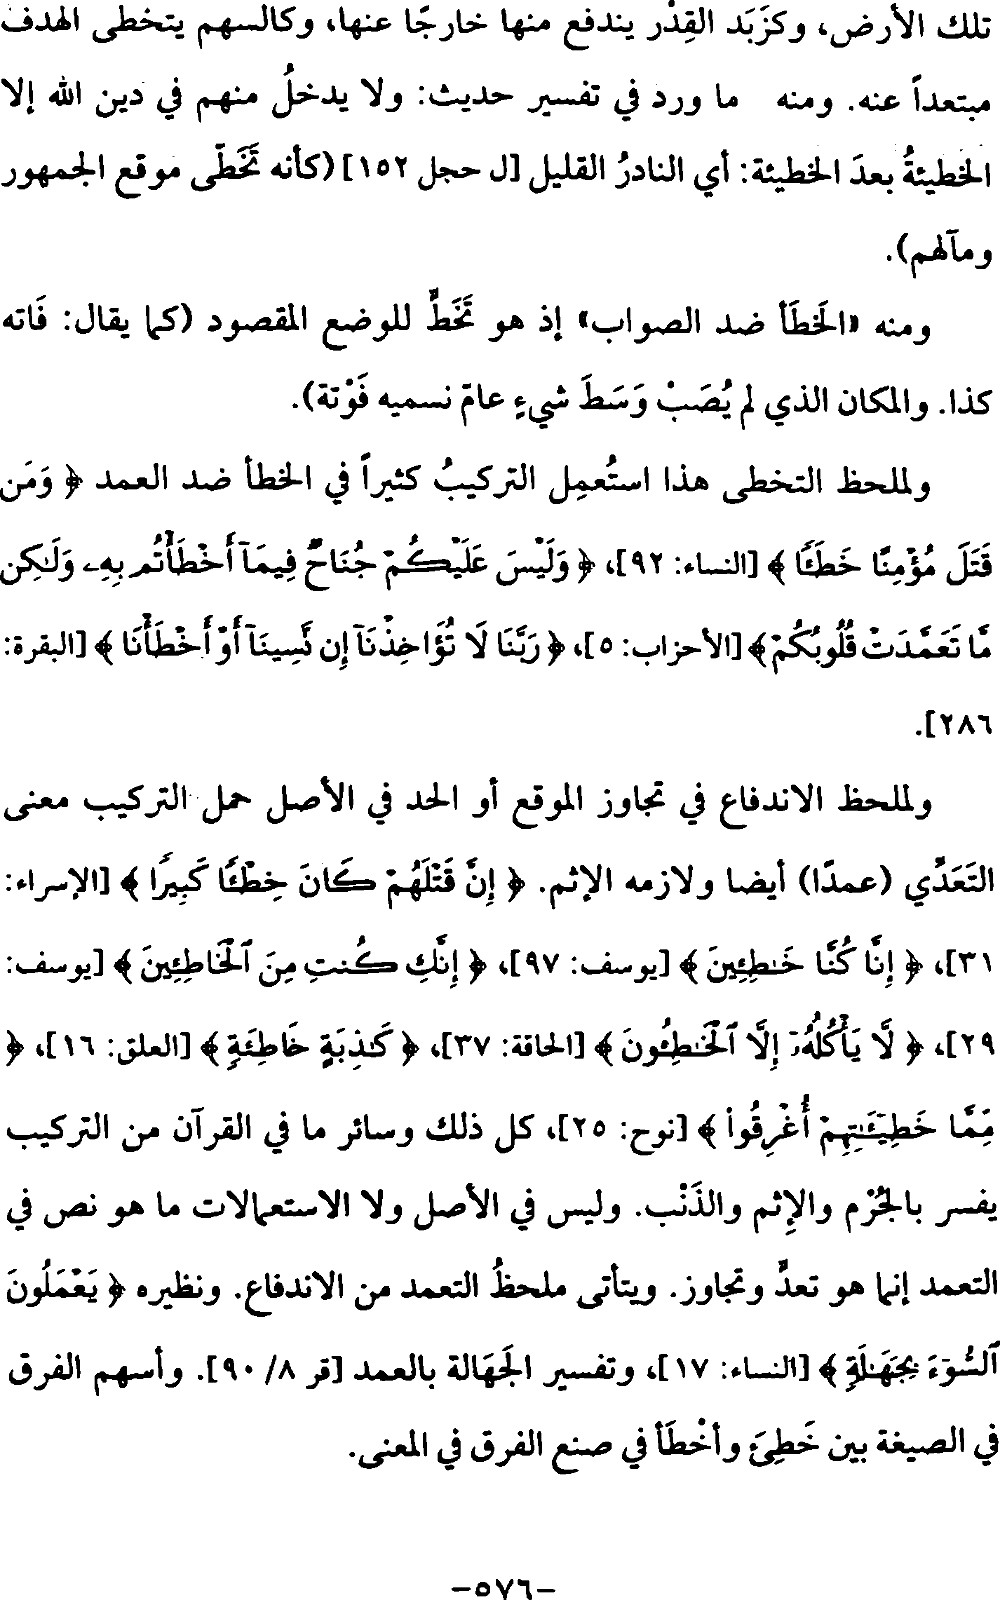 تلك الأرض، وكزَبَد القِدْر يندفع منها خارجًا عنها، وكالسهم يتخطى الهدف
مبتعداً عنه. ومنه ما ورد في تفسير حديث: ولا يدخلُ منهم في دين الله إلا
الخطيئةُ بعدَ الخطيئة: أي النادرُ القليل [ل حجل ١٥٢] (كأنه تَخَطّى موقع الجمهور
ومآلهم).
ومنه «الخَطَأ ضد الصواب» إذ هو تَخَطٍّ للوضع المقصود (كما يقال: فَاته
كذا. والمكان الذي لم يُصَبْ وَسَطَ شيءٍ عامّ نسميه فَوْتة).
ولملحظ التخطى هذا استُعمِل التركيبُ كثيراً في الخطأ ضد العمد ﴿ وَمَن
قَتَلَ مُؤْمِنًا خَطَـًٔا ﴾ [النساء: ٩٢]، ﴿ وَلَيْسَ عَلَيْكُمْ جُنَاحٌ فِيمَآ أَخْطَأْتُم بِهِۦ وَلَـٰكِن
مَّا تَعَمَّدَتْ قُلُوبُكُمْ ﴾ [الأحزاب: ٥]، ﴿ رَبَّنَا لَا تُؤَاخِذْنَآ إِن نَّسِينَآ أَوْ أَخْطَأْنَا ﴾ [البقرة:
٢٨٦].
ولملحظ الاندفاع في تجاوز الموقع أو الحد في الأصل حمل التركيب معنى
التَعَدِّي (عمدًا) أيضا ولازمه الإثم. ﴿ إِنَّ قَتْلَهُمْ كَانَ خِطْـًٔا كَبِيرًا ﴾ [الإسراء:
٣١]، ﴿ إِنَّا كُنَّا خَـٰطِـِٔينَ ﴾ [يوسف: ٩٧]، ﴿ إِنَّكِ كُنتِ مِنَ ٱلْخَاطِـِٔينَ ﴾ [يوسف:
٢٩]، ﴿ لَّا يَأْكُلُهُۥٓ إِلَّا ٱلْخَـٰطِـُٔونَ ﴾ [الحاقة: ٣٧]، ﴿ كَـٰذِبَةٍ خَاطِئَةٍ ﴾ [العلق: ١٦]، ﴿
مِّمَّا خَطِيٓـَٔـٰتِهِمْ أُغْرِقُوا۟ ﴾ [نوح: ٢٥]، كل ذلك وسائر ما في القرآن من التركيب
يفسر بالجُرْم والإثم والذَنْب. وليس في الأصل ولا الاستعمالات ما هو نص في
التعمد إنما هو تعدٍّ وتجاوز. ويتأتى ملحظُ التعمد من الاندفاع. ونظيره ﴿ يَعْمَلُونَ
ٱلسُّوٓءَ بِجَهَـٰلَةٍ ﴾ [النساء: ١٧]، وتفسير الجَهَالة بالعمد [قر ٨/ ٩٠]. وأسهم الفرق
في الصيغة بين خَطِئَ وأخْطَأ في صنع الفرق في المعنى.
-٥٧٦-